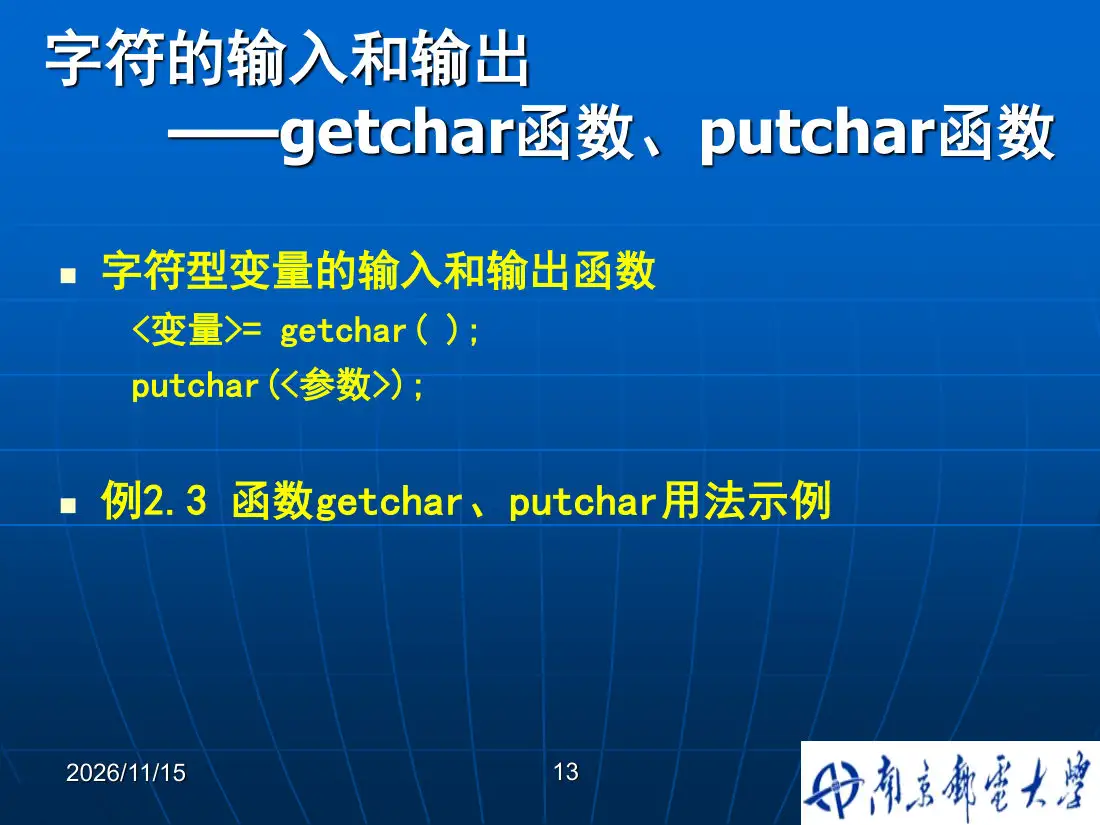 字符的输入和输出
——getchar函数、putchar函数
字符型变量的输入和输出函数
<变量>= getchar( );
putchar(<参数>);
例2.3 函数getchar、putchar用法示例
2026/11/15
13
南京郵電大學